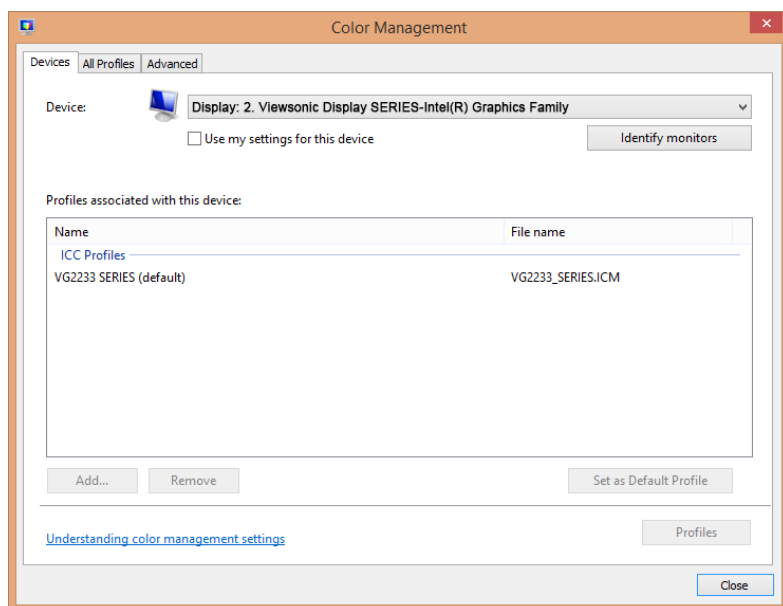 Color Management
Devices All Profiles Advanced
Device: Display: 2. Viewsonic Display SERIES-Intel(R) Graphics Family
Use my settings for this device Identify monitors
Profiles associated with this device:
Name File name
ICC Profiles
VG2233 SERIES (default) VG2233_SERIES.ICM
Add... Remove Set as Default Profile
Understanding color management settings Profiles
Close